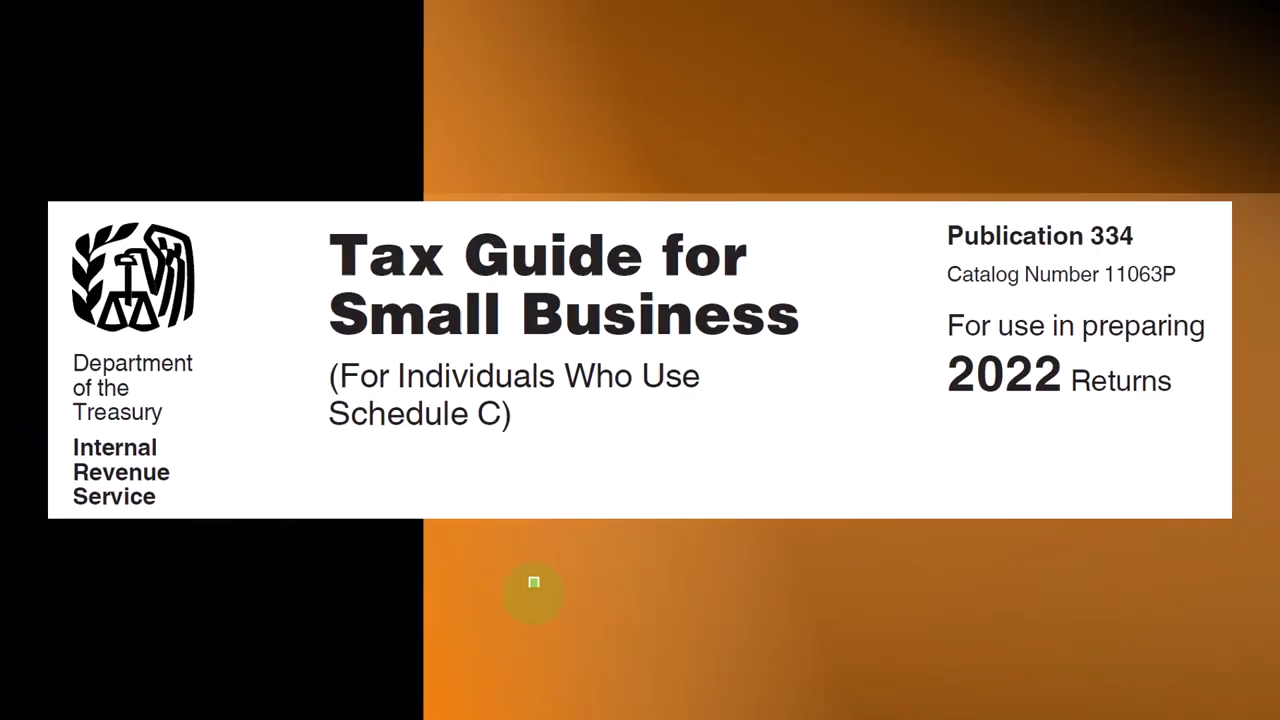 Tax Guide for
Small Business
(For Individuals Who Use
Schedule C)
Publication 334
Catalog Number 11063P
For use in preparing
2022 Returns
Department
of the
Treasury
Internal
Revenue
Service